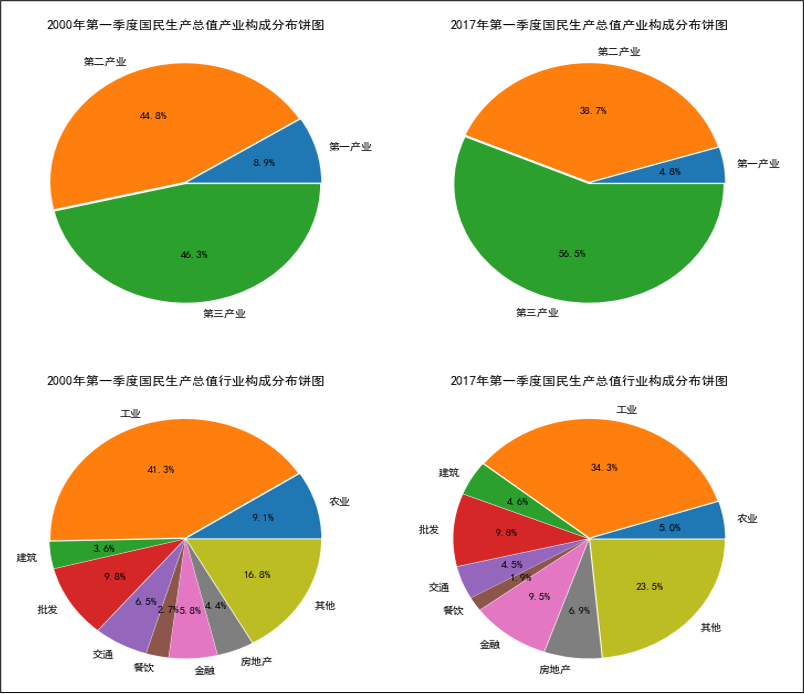 2000年第一季度国民生产总值产业构成分布饼图
第二产业
44.8%
第一产业
8.9%
46.3%
第三产业
2017年第一季度国民生产总值产业构成分布饼图
第二产业
38.7%
第一产业
4.8%
56.5%
第三产业
2000年第一季度国民生产总值行业构成分布饼图
工业
41.3%
农业
9.1%
建筑
3.6%
批发
9.8%
交通
6.5%
餐饮
2.7%
金融
5.8%
房地产
4.4%
其他
16.8%
2017年第一季度国民生产总值行业构成分布饼图
工业
34.3%
农业
5.0%
建筑
4.6%
批发
9.8%
交通
4.5%
餐饮
1.9%
金融
9.5%
房地产
6.9%
其他
23.5%